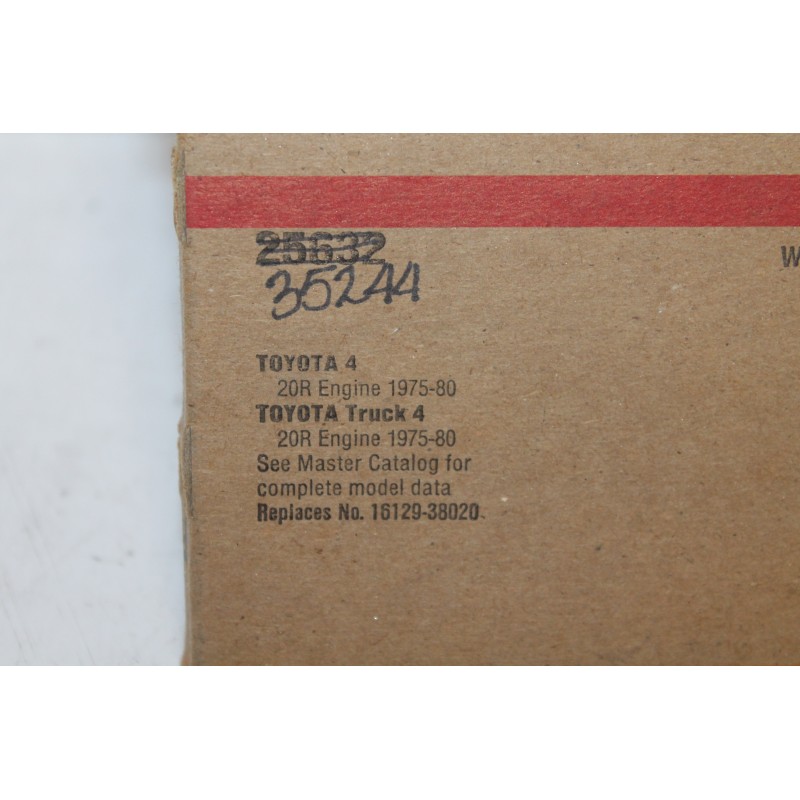 25632
35244
W
TOYOTA 4
20R Engine 1975-80
TOYOTA Truck 4
20R Engine 1975-80
See Master Catalog for
complete model data
Replaces No. 16129-38020